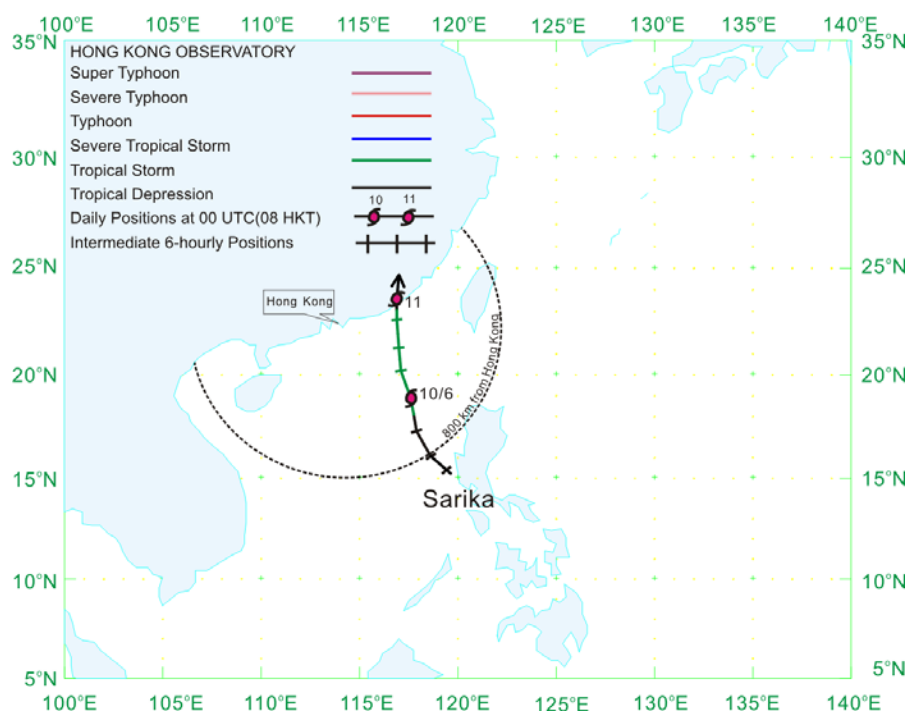 100°E 105°E 110°E 115°E 120°E 125°E 130°E 135°E 140°E
35°N 35°N
HONG KONG OBSERVATORY
Super Typhoon
Severe Typhoon
Typhoon
Severe Tropical Storm
30°N 30°N
Tropical Storm
Tropical Depression
10 11
Daily Positions at 00 UTC(08 HKT)
Intermediate 6-hourly Positions
25°N 25°N
Hong Kong
11
800 km from Hong Kong
20°N 20°N
10/6
15°N 15°N
Sarika
10°N 10°N
5°N 5°N
100°E 105°E 110°E 115°E 120°E 125°E 130°E 135°E 140°E